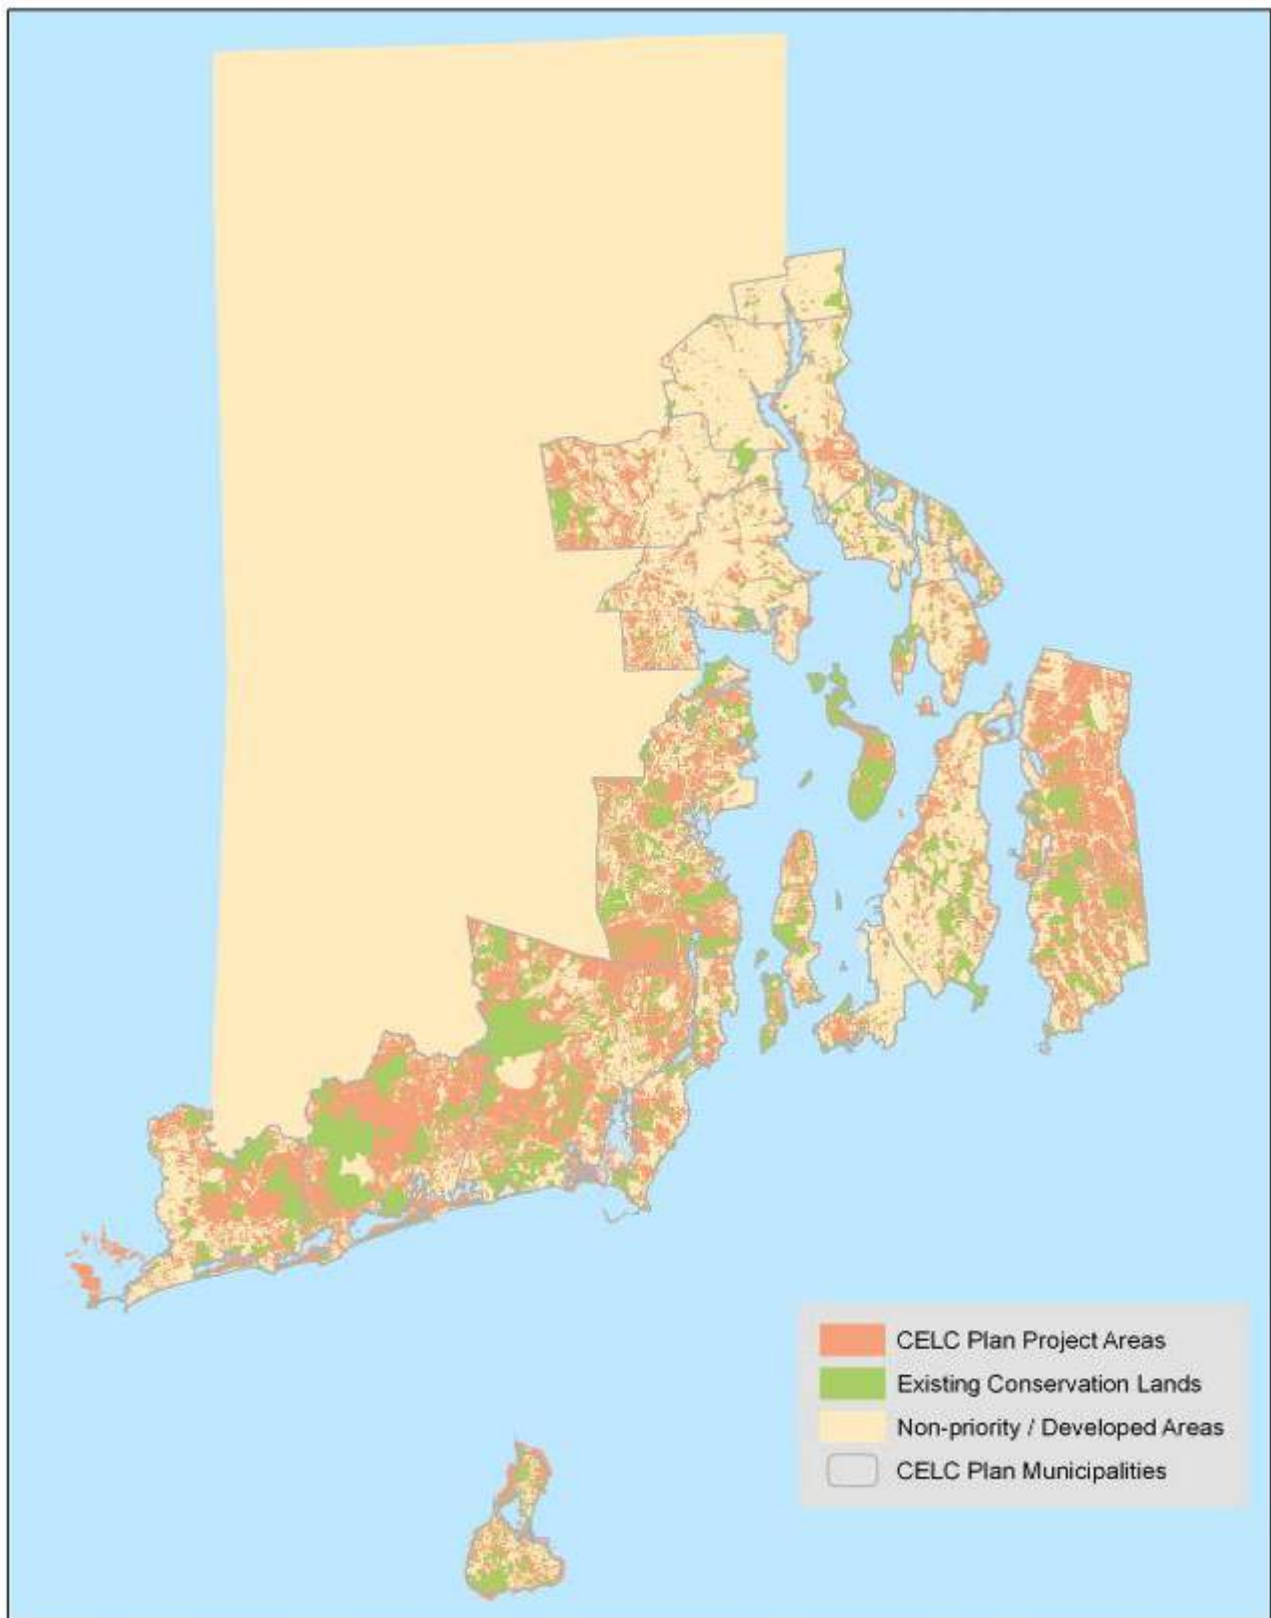 CELC Plan Project Areas
Existing Conservation Lands
Non-priority / Developed Areas
CELC Plan Municipalities